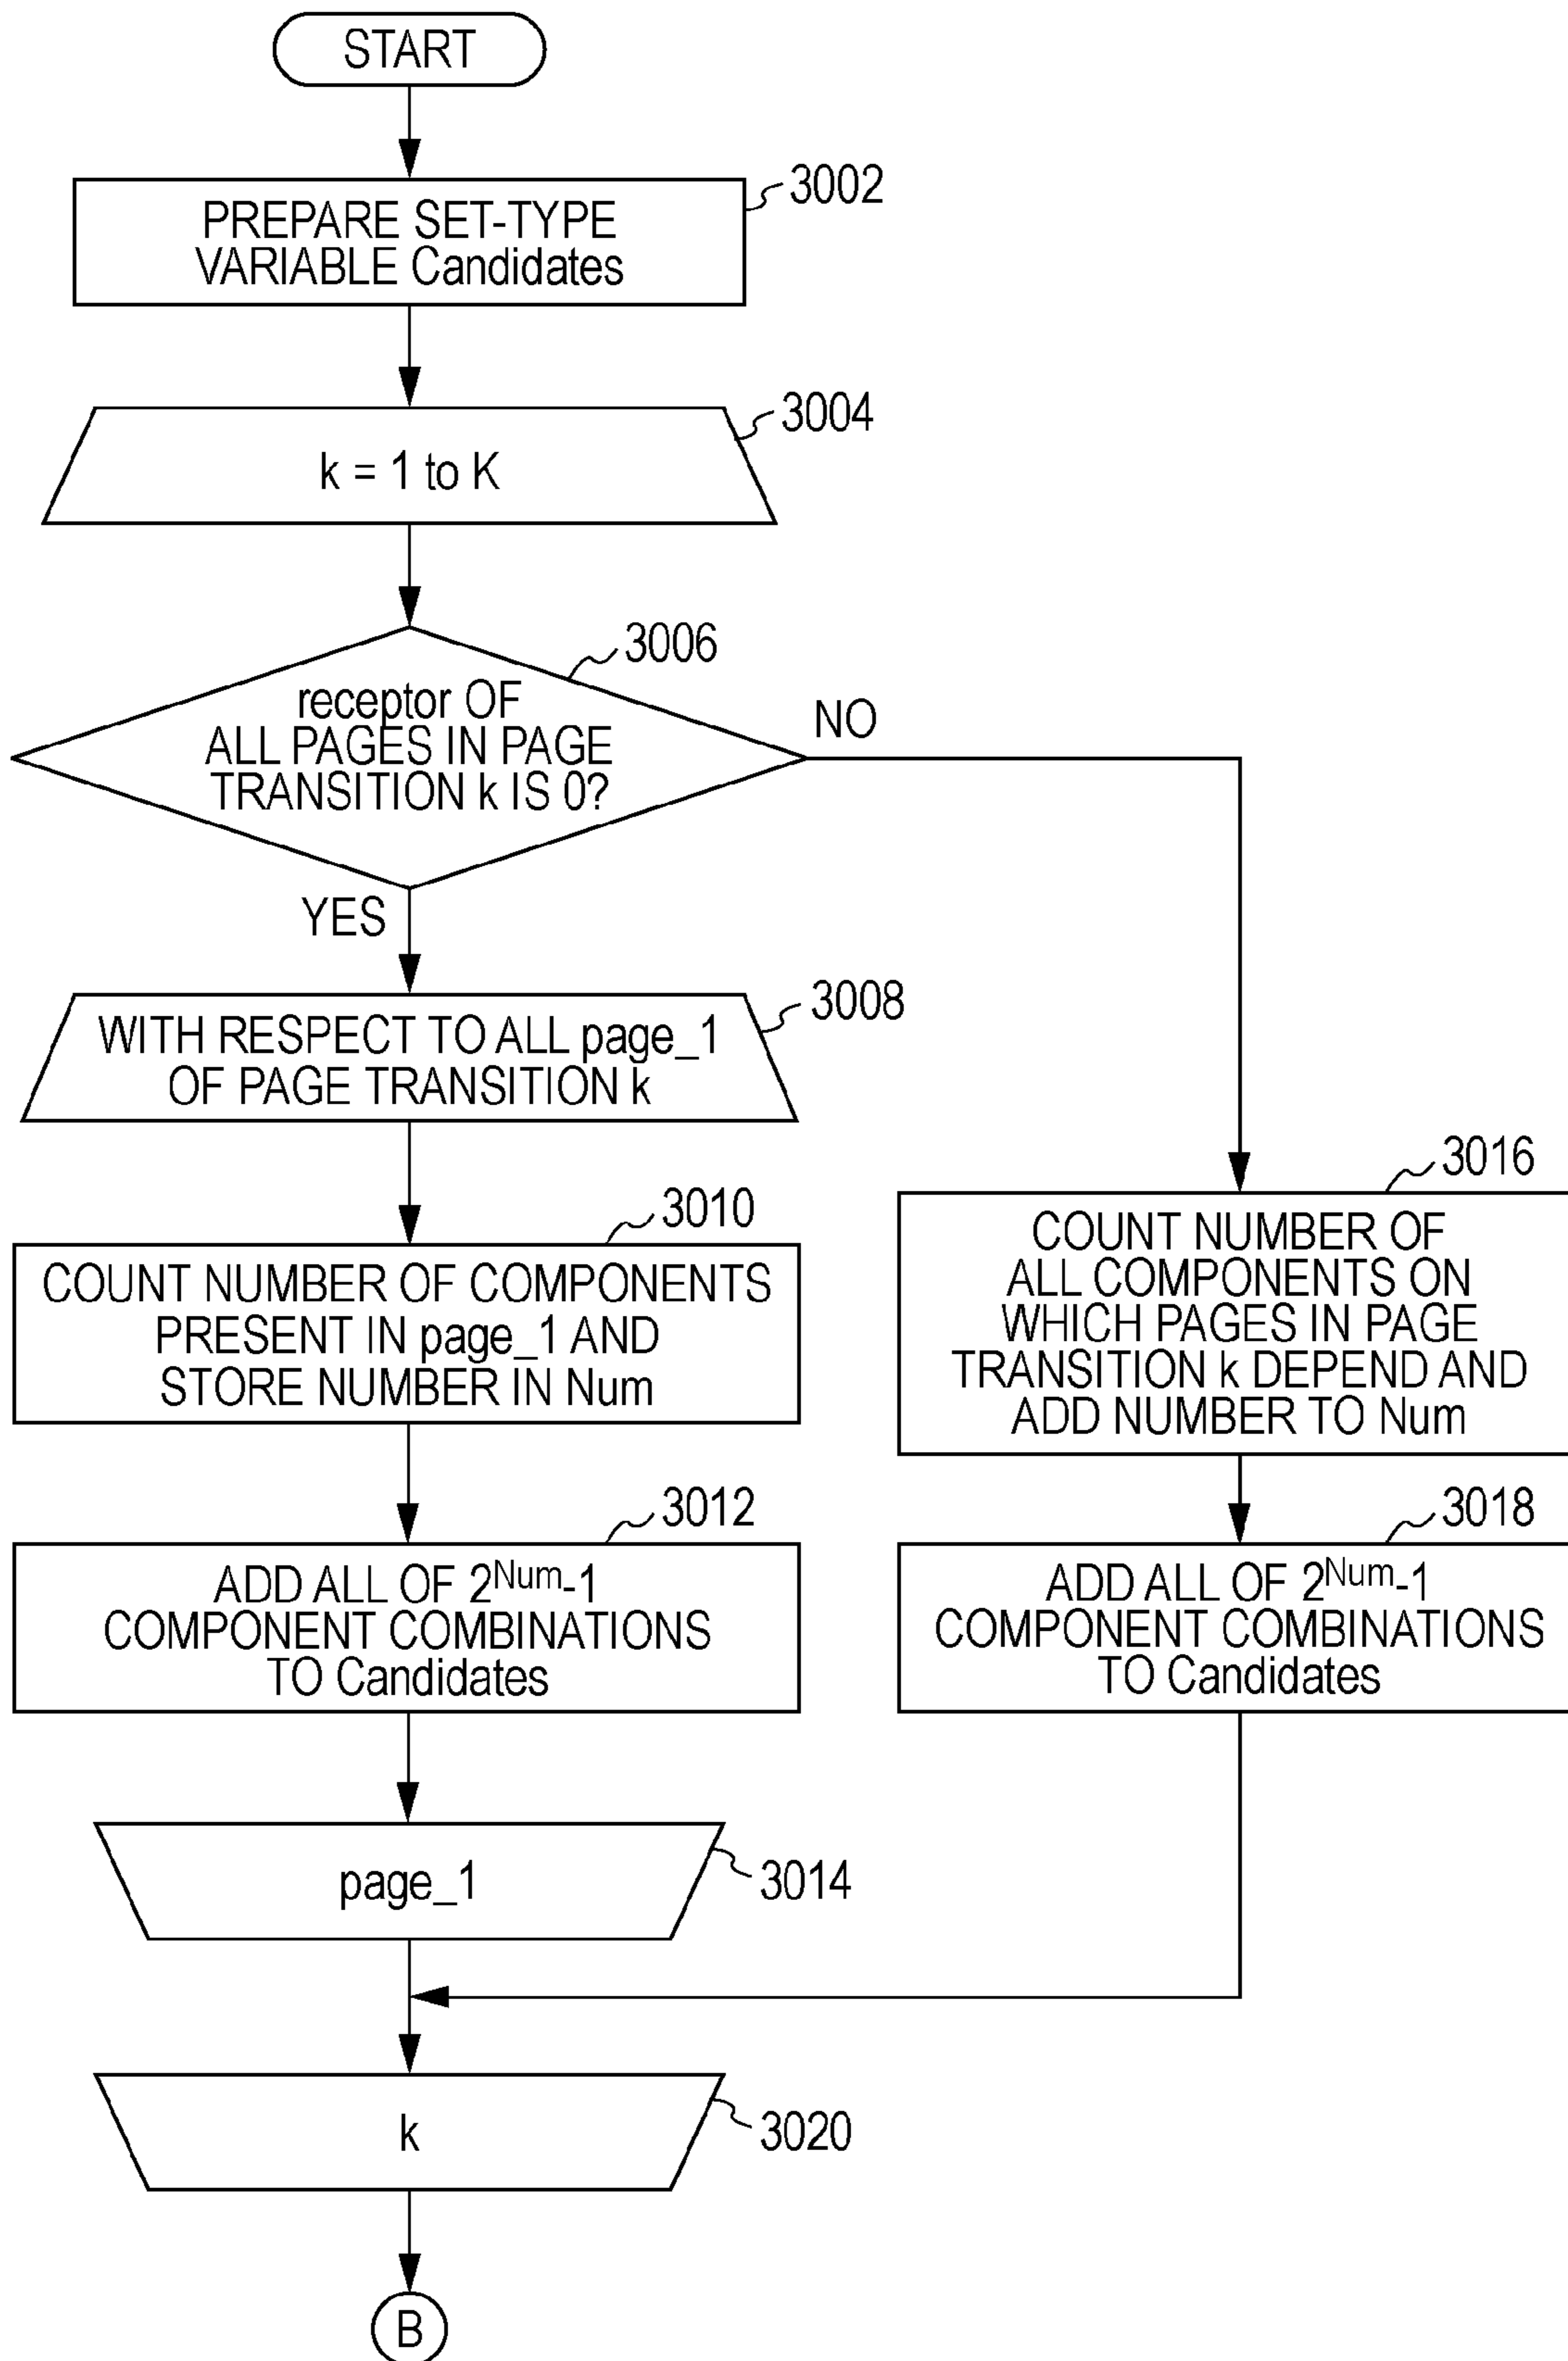 START
3002
PREPARE SET-TYPE
VARIABLE Candidates
3004
k = 1 to K
3006
receptor OF
ALL PAGES IN PAGE
TRANSITION k IS 0?
NO
YES
3008
WITH RESPECT TO ALL page_1
OF PAGE TRANSITION k
3010
COUNT NUMBER OF COMPONENTS
PRESENT IN page_1 AND
STORE NUMBER IN Num
3016
COUNT NUMBER OF
ALL COMPONENTS ON
WHICH PAGES IN PAGE
TRANSITION k DEPEND AND
ADD NUMBER TO Num
3012
ADD ALL OF 2^Num-1
COMPONENT COMBINATIONS
TO Candidates
3018
ADD ALL OF 2^Num-1
COMPONENT COMBINATIONS
TO Candidates
page_1
3014
k
3020
B